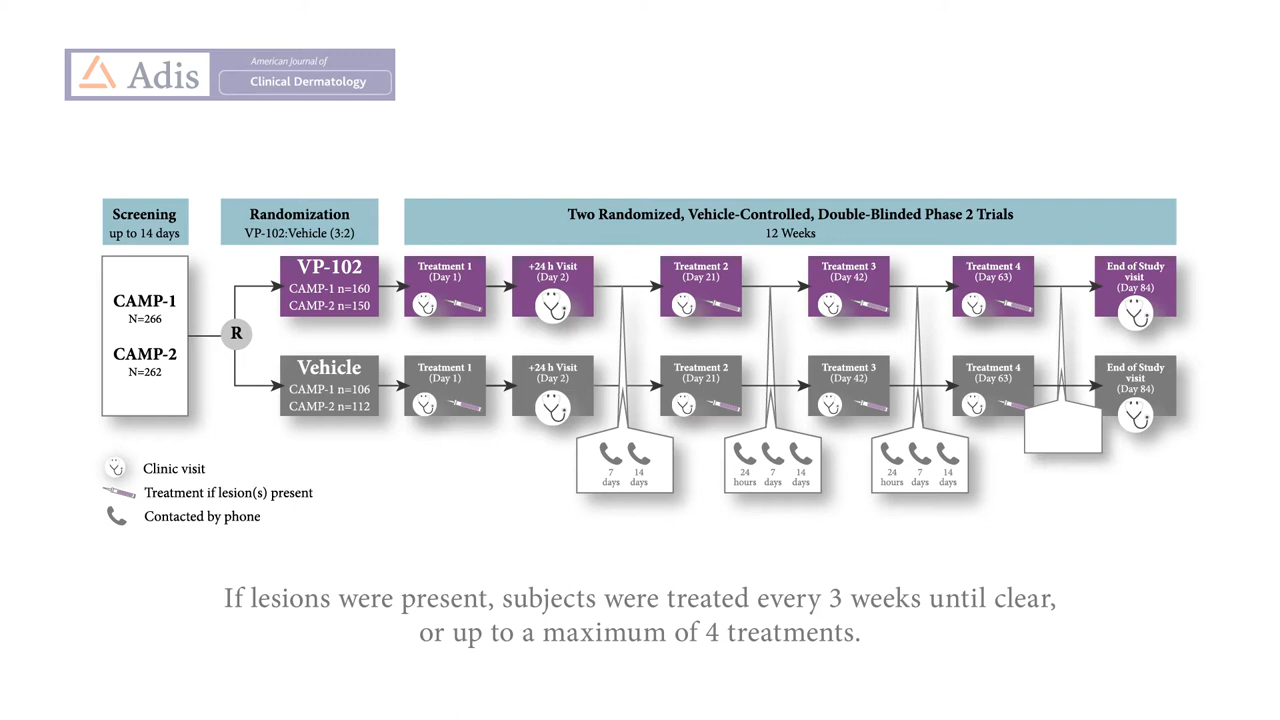 Adis
American Journal of
Clinical Dermatology
Screening
up to 14 days
Randomization
VP-102:Vehicle (3:2)
Two Randomized, Vehicle-Controlled, Double-Blinded Phase 2 Trials
12 Weeks
CAMP-1
N=266
CAMP-2
N=262
R
VP-102
CAMP-1 n=160
CAMP-2 n=150
Treatment 1
(Day 1)
+24 h Visit
(Day 2)
Treatment 2
(Day 21)
Treatment 3
(Day 42)
Treatment 4
(Day 63)
End of Study
visit
(Day 84)
Vehicle
CAMP-1 n=106
CAMP-2 n=112
Treatment 1
(Day 1)
+24 h Visit
(Day 2)
Treatment 2
(Day 21)
Treatment 3
(Day 42)
Treatment 4
(Day 63)
End of Study
visit
(Day 84)
7
days
14
days
24
hours
7
days
14
days
24
hours
7
days
14
days
Clinic visit
Treatment if lesion(s) present
Contacted by phone
If lesions were present, subjects were treated every 3 weeks until clear,
or up to a maximum of 4 treatments.